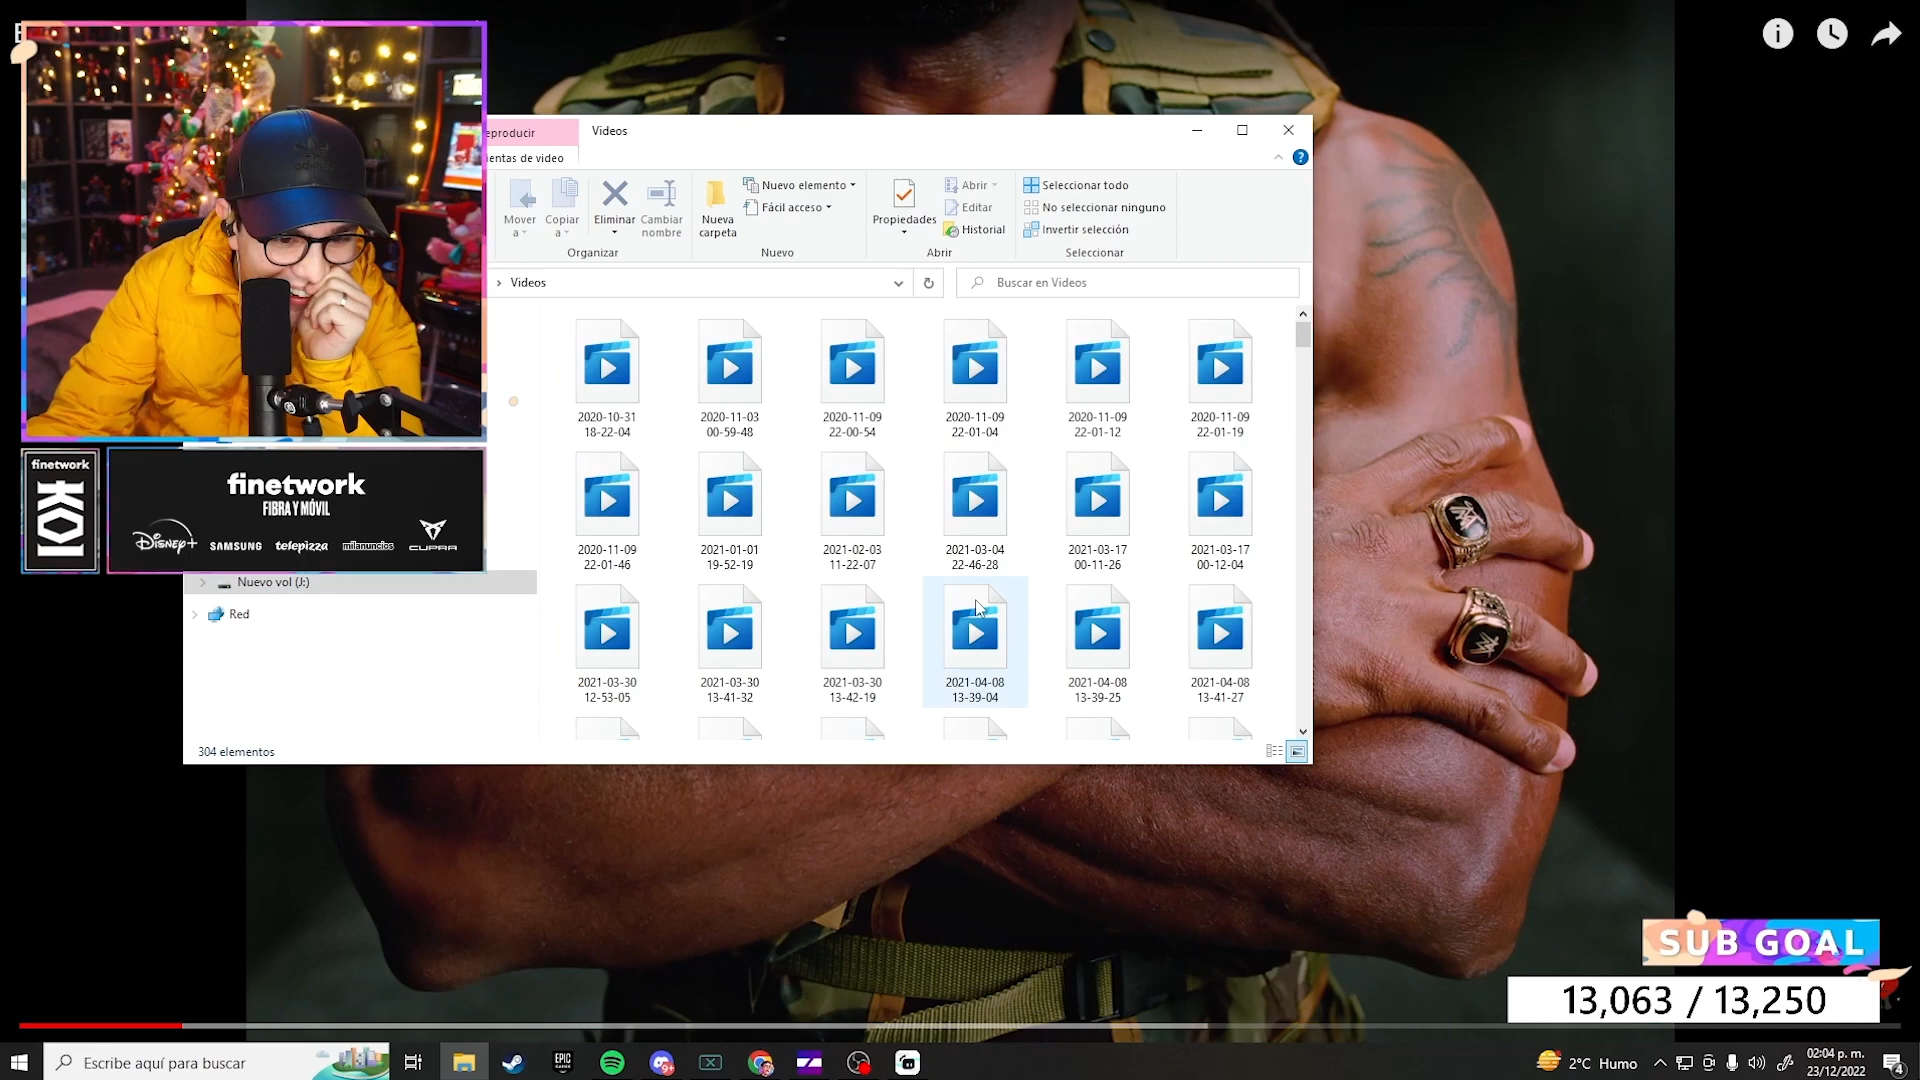 eproducir
Videos
ientas de video
Mover a
Copiar a
Eliminar
Cambiar nombre
Nueva carpeta
Nuevo elemento
Fácil acceso
Propiedades
Abrir
Editar
Historial
Seleccionar todo
No seleccionar ninguno
Invertir selección
Organizar
Nuevo
Abrir
Seleccionar
Videos
Buscar en Videos
2020-10-31 18-22-04
2020-11-03 00-59-48
2020-11-09 22-00-54
2020-11-09 22-01-04
2020-11-09 22-01-12
2020-11-09 22-01-19
2020-11-09 22-01-46
2021-01-01 19-52-19
2021-02-03 11-22-07
2021-03-04 22-46-28
2021-03-17 00-11-26
2021-03-17 00-12-04
2021-03-30 12-53-05
2021-03-30 13-41-32
2021-03-30 13-42-19
2021-04-08 13-39-04
2021-04-08 13-39-25
2021-04-08 13-41-27
finetwork
KOI
finetwork
FIBRA Y MÓVIL
Disney+ SAMSUNG telepizza milanuncios CUPRA
Nuevo vol (J:)
Red
304 elementos
SUB GOAL
13,063 / 13,250
Escribe aquí para buscar
EPIC GAMES
9+
2°C Humo
02:04 p. m.
23/12/2022
4